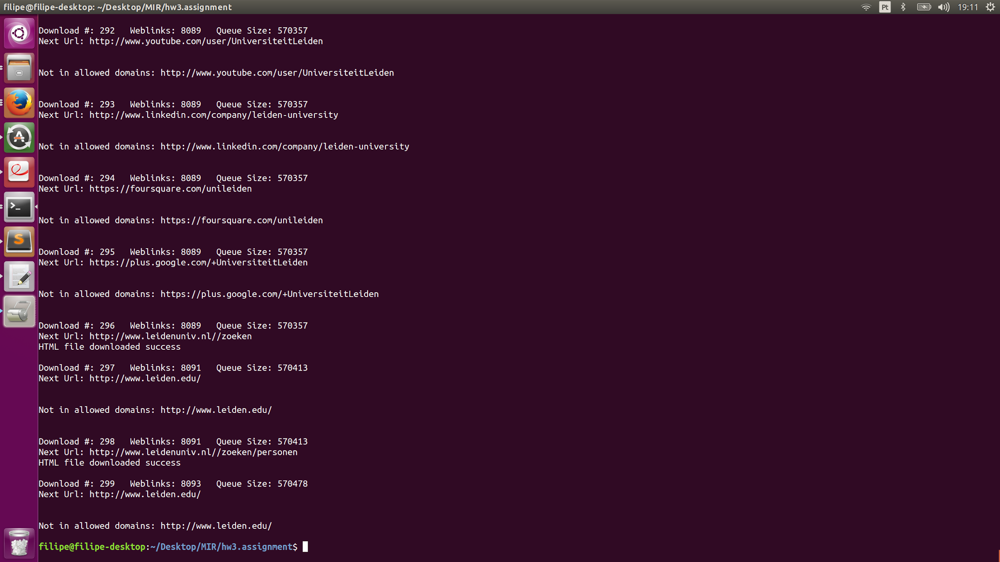 filipe@filipe-desktop: ~/Desktop/MIR/hw3.assignment
Pt
19:11
Download #: 292   Weblinks: 8089   Queue Size: 570357
Next Url: http://www.youtube.com/user/UniversiteitLeiden
Not in allowed domains: http://www.youtube.com/user/UniversiteitLeiden
Download #: 293   Weblinks: 8089   Queue Size: 570357
Next Url: http://www.linkedin.com/company/leiden-university
Not in allowed domains: http://www.linkedin.com/company/leiden-university
Download #: 294   Weblinks: 8089   Queue Size: 570357
Next Url: https://foursquare.com/unileiden
Not in allowed domains: https://foursquare.com/unileiden
Download #: 295   Weblinks: 8089   Queue Size: 570357
Next Url: https://plus.google.com/+UniversiteitLeiden
Not in allowed domains: https://plus.google.com/+UniversiteitLeiden
Download #: 296   Weblinks: 8089   Queue Size: 570357
Next Url: http://www.leidenuniv.nl//zoeken
HTML file downloaded success
Download #: 297   Weblinks: 8091   Queue Size: 570413
Next Url: http://www.leiden.edu/
Not in allowed domains: http://www.leiden.edu/
Download #: 298   Weblinks: 8091   Queue Size: 570413
Next Url: http://www.leidenuniv.nl//zoeken/personen
HTML file downloaded success
Download #: 299   Weblinks: 8093   Queue Size: 570478
Next Url: http://www.leiden.edu/
Not in allowed domains: http://www.leiden.edu/
filipe@filipe-desktop:~/Desktop/MIR/hw3.assignment$